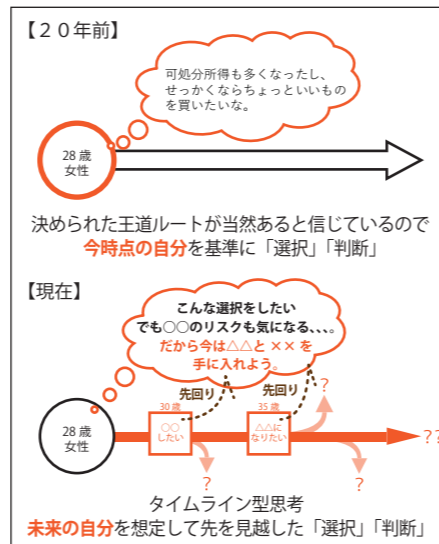 【２０年前】
可処分所得も多くなったし、
せっかくならちょっといいもの
を買いたいな。
28 歳
女性
決められた王道ルートが当然あると信じているので
今時点の自分を基準に「選択」「判断」
【現在】
こんな選択をしたい
でも○○のリスクも気になる、、、。
だから今は△△と××を
手に入れよう。
先回り
先回り
30 歳
○○
したい
35 歳
△△に
なりたい
?
??
28 歳
女性
?
?
タイムライン型思考
未来の自分を想定して先を見越した「選択」「判断」